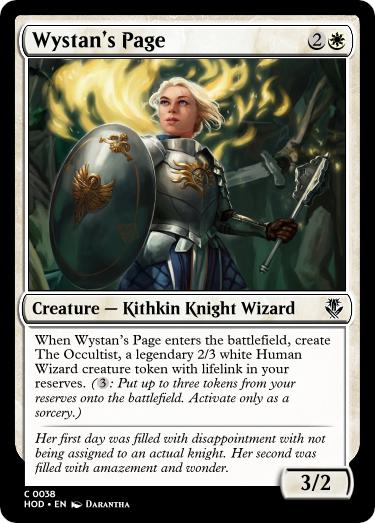 Wystan's Page
2
Creature — Kithkin Knight Wizard
When Wystan's Page enters the battlefield, create
The Occultist, a legendary 2/3 white Human
Wizard creature token with lifelink in your
reserves. (3: Put up to three tokens from your
reserves onto the battlefield. Activate only as a
sorcery.)
Her first day was filled with disappointment with not
being assigned to an actual knight. Her second was
filled with amazement and wonder.
3/2
C 0038
HOD • EN Darantha